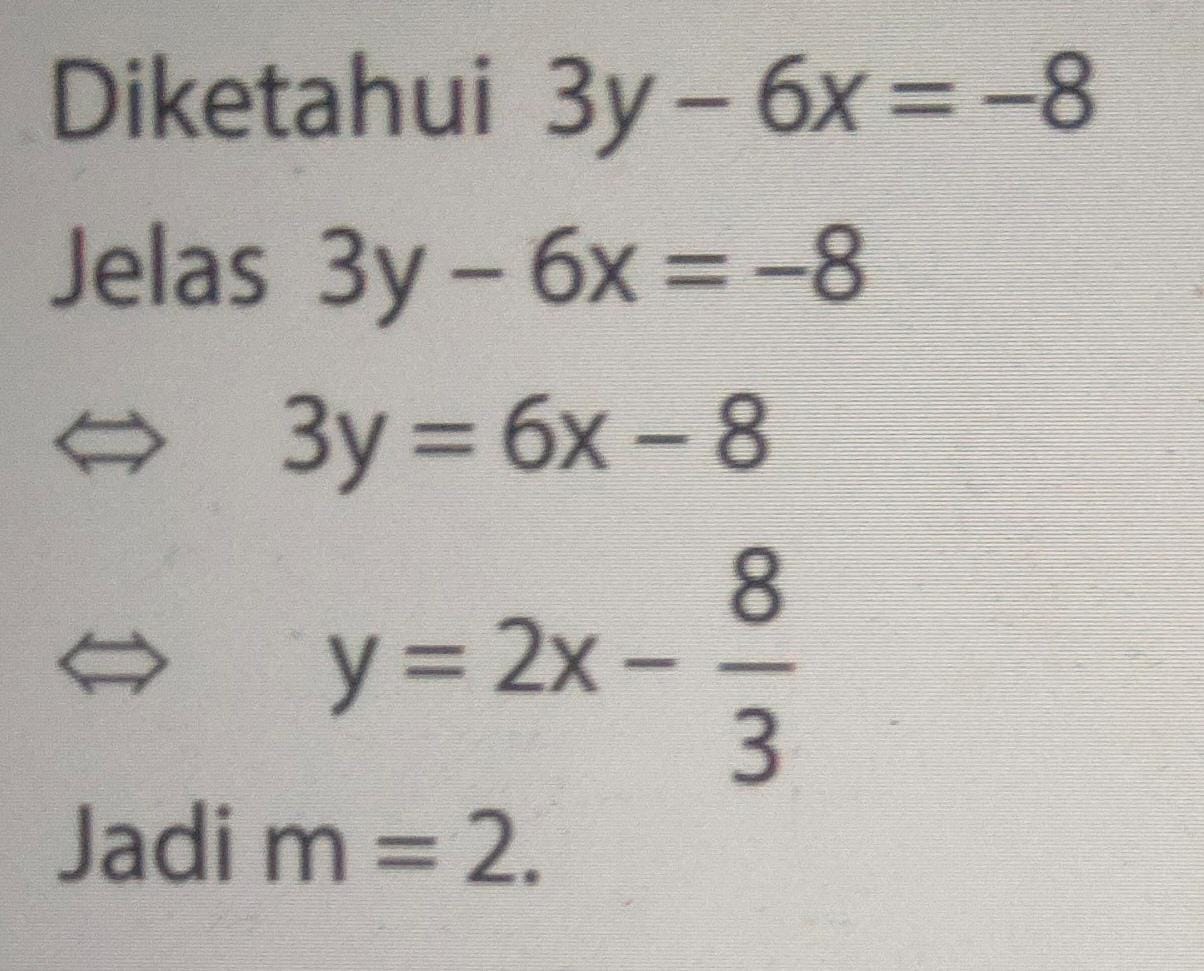 Diketahui 3y – 6x = –8
Jelas 3y – 6x = –8
⇔ 3y = 6x – 8
⇔ y = 2x – 8/3
Jadi m = 2.